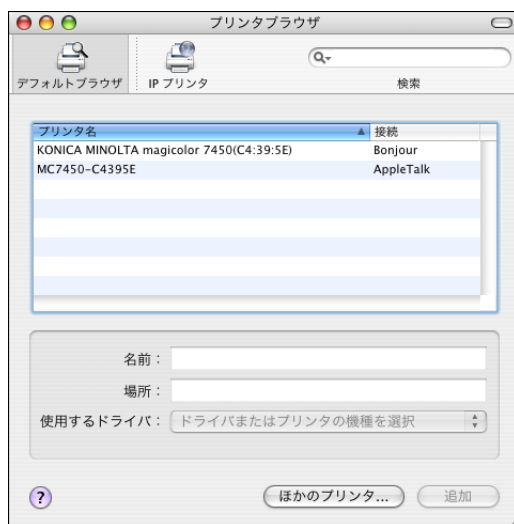 プリンタブラウザ
デフォルトブラウザ
IP プリンタ
検索
プリンタ名 接続
KONICA MINOLTA magicolor 7450(C4:39:5E) Bonjour
MC7450-C4395E AppleTalk
名前：
場所：
使用するドライバ： ドライバまたはプリンタの機種を選択
? ほかのプリンタ... 追加